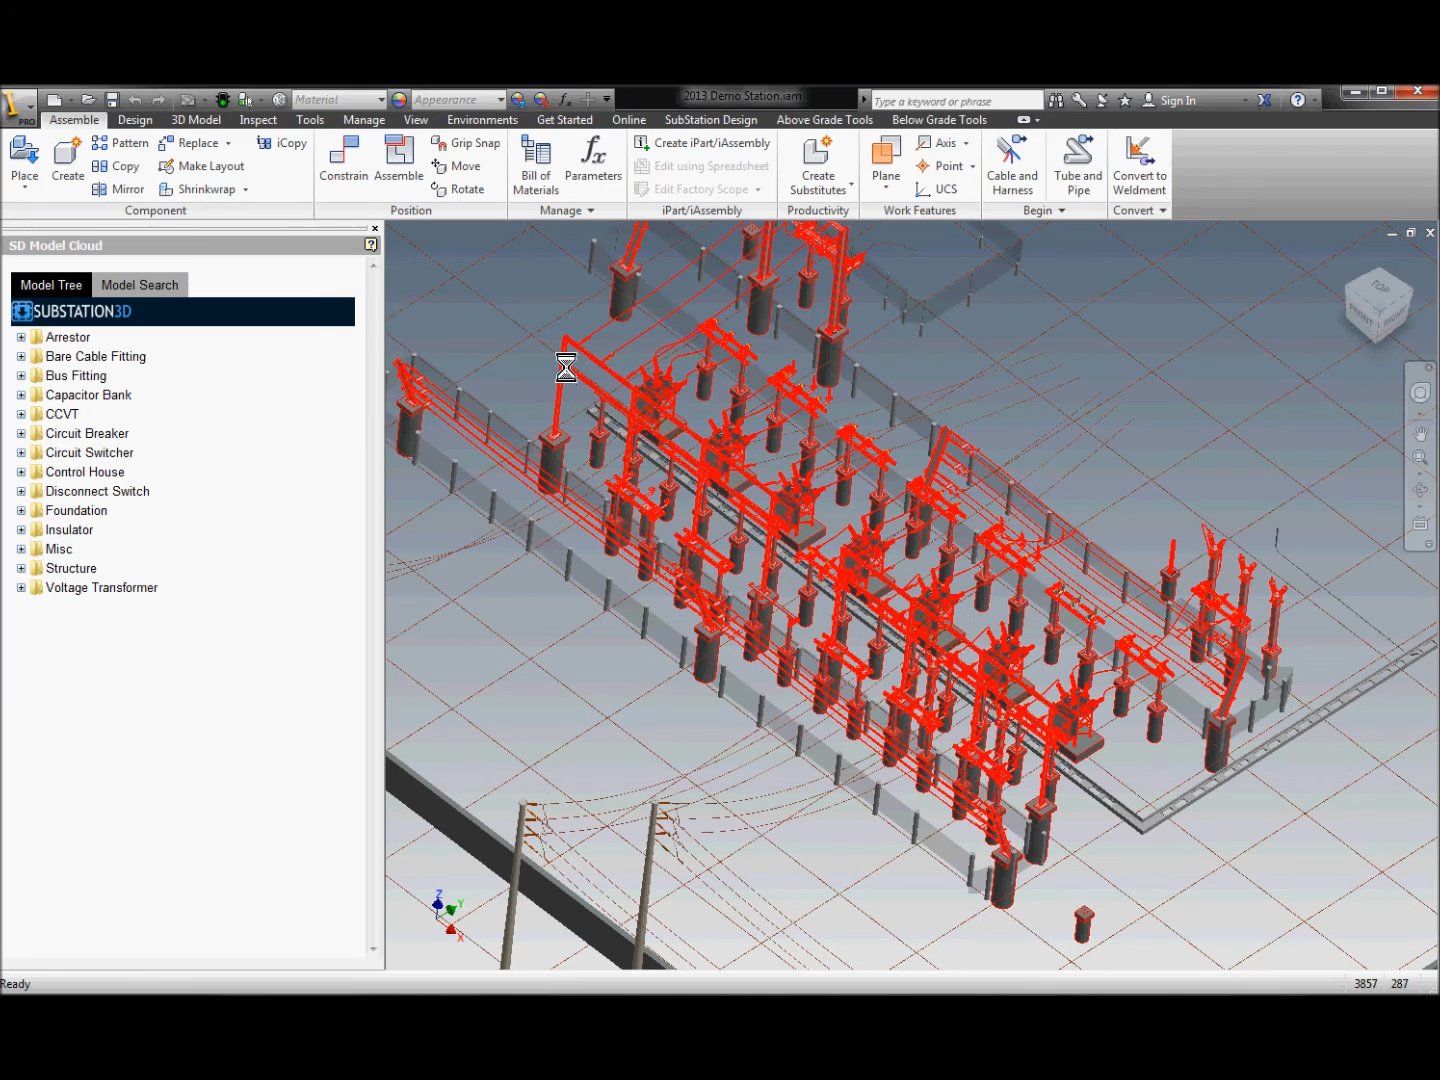 2013 Demo Station.iam
Material
Appearance
Type a keyword or phrase
Sign In
PRO
Assemble Design 3D Model Inspect Tools Manage View Environments Get Started Online SubStation Design Above Grade Tools Below Grade Tools
Place
Create
Pattern
Copy
Mirror
Replace
Make Layout
Shrinkwrap
iCopy
Component
Constrain
Assemble
Grip Snap
Move
Rotate
Position
Bill of Materials
Parameters
Manage
Create iPart/iAssembly
Edit using Spreadsheet
Edit Factory Scope
iPart/iAssembly
Create Substitutes
Productivity
Plane
Axis
Point
UCS
Work Features
Cable and Harness
Tube and Pipe
Begin
Convert to Weldment
Convert
SD Model Cloud
Model Tree Model Search
SUBSTATION3D
Arrestor
Bare Cable Fitting
Bus Fitting
Capacitor Bank
CCVT
Circuit Breaker
Circuit Switcher
Control House
Disconnect Switch
Foundation
Insulator
Misc
Structure
Voltage Transformer
TOP
FRONT
RIGHT
Z
Y
X
Ready
3857 287